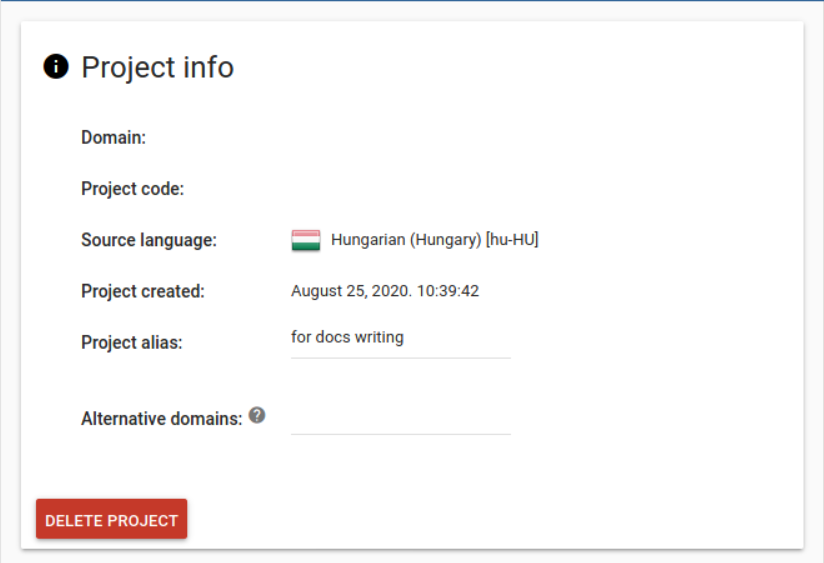 Project info
Domain:
Project code:
Source language: Hungarian (Hungary) [hu-HU]
Project created: August 25, 2020. 10:39:42
Project alias: for docs writing
Alternative domains: ?
DELETE PROJECT